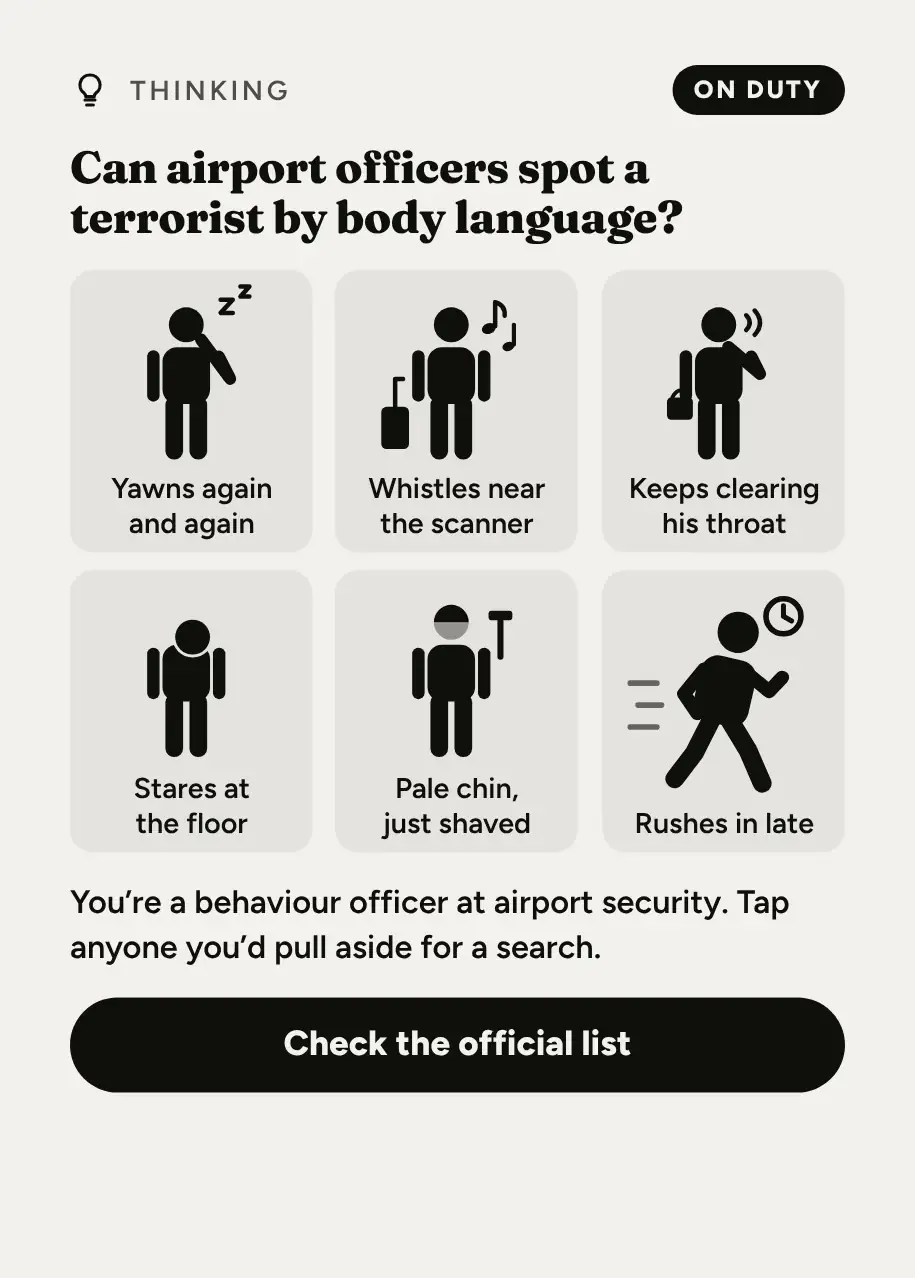 THINKING
ON DUTY
Can airport officers spot a
terrorist by body language?
z z
Yawns again
and again
Whistles near
the scanner
Keeps clearing
his throat
Stares at
the floor
Pale chin,
just shaved
Rushes in late
You’re a behaviour officer at airport security. Tap
anyone you’d pull aside for a search.
Check the official list